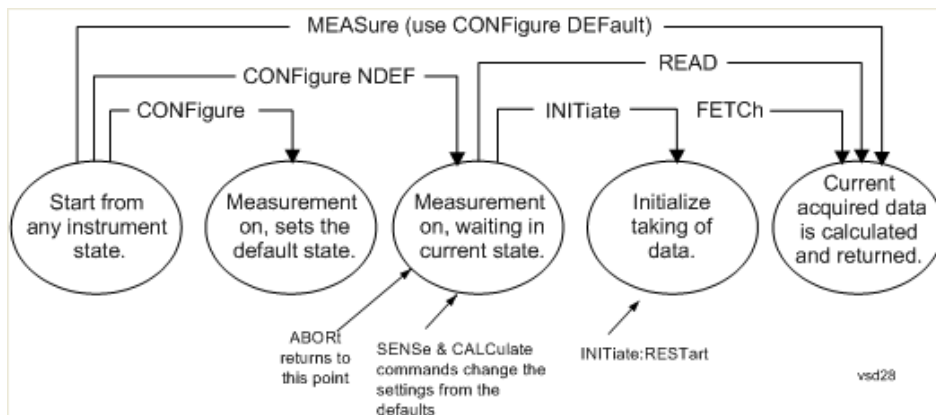 MEASure (use CONFigure DEFault)
CONFigure NDEF
READ
CONFigure
INITiate
FETCh
Start from
any instrument
state.
Measurement
on, sets the
default state.
Measurement
on, waiting in
current state.
Initialize
taking of
data.
Current
acquired data
is calculated
and returned.
ABORt
returns to
this point
SENSe & CALCulate
commands change the
settings from the
defaults
INITiate:RESTart
vsd28